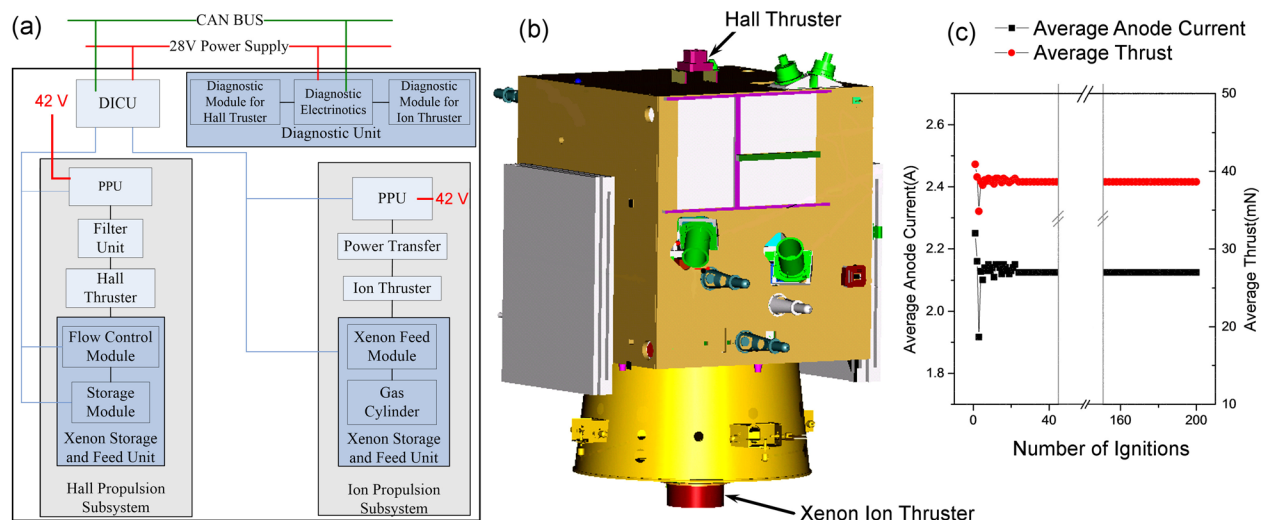 (a)
CAN BUS
28V Power Supply
42 V
DICU
Diagnostic
Module for
Hall Truster
Diagnostic
Electrinotics
Diagnostic
Module for
Ion Thruster
Diagnostic Unit
PPU
Filter
Unit
Hall
Thruster
Flow Control
Module
Storage
Module
Xenon Storage
and Feed Unit
Hall Propulsion
Subsystem
PPU
42 V
Power Transfer
Ion Thruster
Xenon Feed
Module
Gas
Cylinder
Xenon Storage
and Feed Unit
Ion Propulsion
Subsystem
(b)
Hall Thruster
Xenon Ion Thruster
(c)
Average Anode Current
Average Thrust
Average Anode Current(A)
2.6
2.4
2.2
2.0
1.8
50
40
30
20
10
Average Thrust(mN)
0
40
160
200
Number of Ignitions